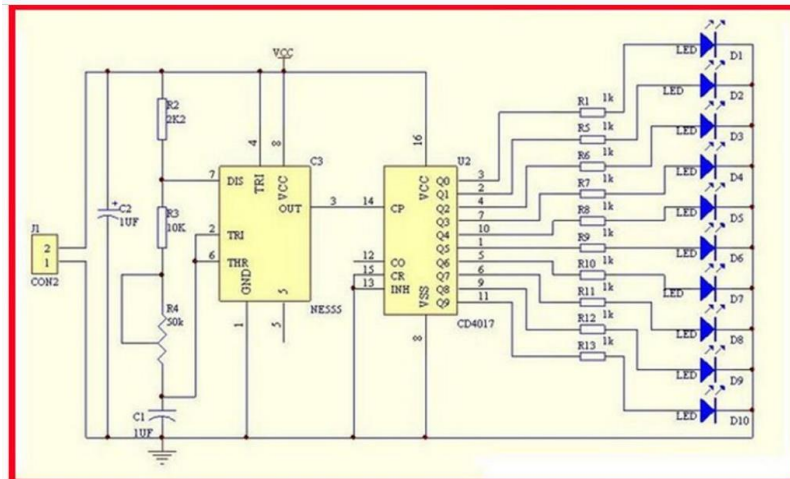 VCC
R2
2K2
4
8
C3
7
DIS
TRI
VCC
OUT
3
C2
1UF
R3
10K
2
TRI
6
THR
GND
5
NE555
1
5
R4
50k
C1
1UF
J1
2
1
CON2
16
U2
14
CP
VCC
12
CO
15
CR
13
INH
VSS
8
CD4017
Q0
3
Q1
2
Q2
4
Q3
7
Q4
10
Q5
1
Q6
5
Q7
6
Q8
9
Q9
11
R1
1k
R5
1k
R6
1k
R7
1k
R8
1k
R9
1k
R10
1k
R11
1k
R12
1k
R13
1k
LED
D1
LED
D2
LED
D3
LED
D4
LED
D5
LED
D6
LED
D7
LED
D8
LED
D9
LED
D10